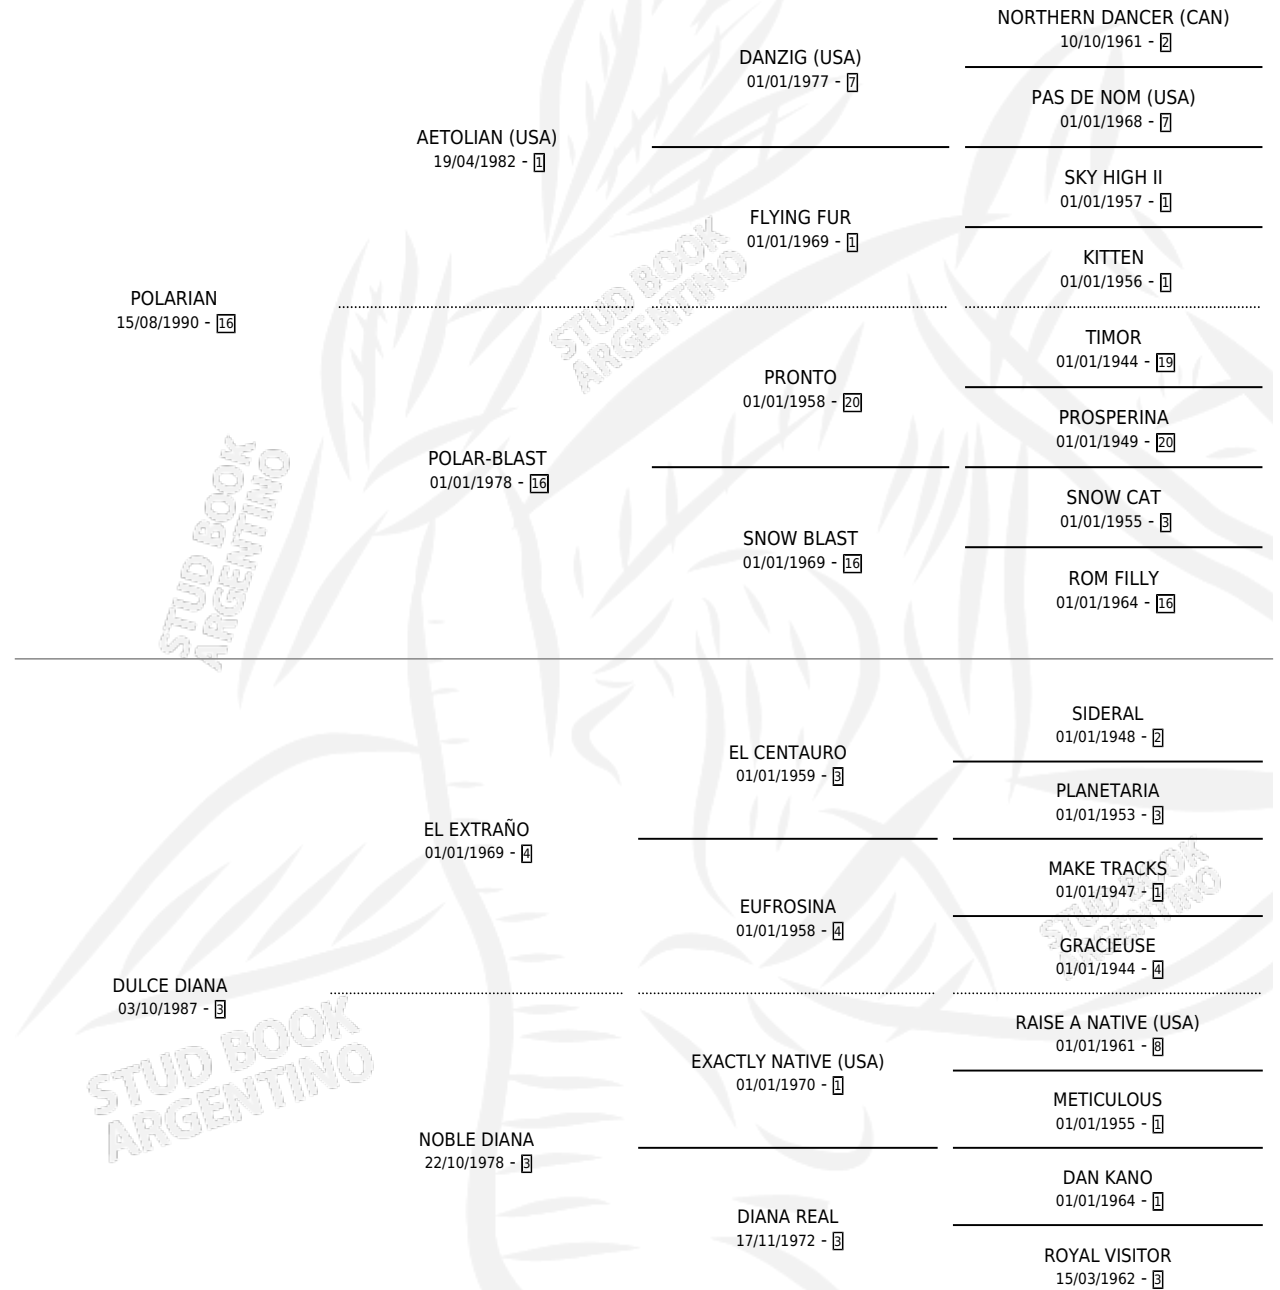 NORTHERN DANCER (CAN)
10/10/1961 - 2
DANZIG (USA)
01/01/1977 - 7
PAS DE NOM (USA)
01/01/1968 - 7
AETOLIAN (USA)
19/04/1982 - 1
SKY HIGH II
01/01/1957 - 1
FLYING FUR
01/01/1969 - 1
KITTEN
01/01/1956 - 1
POLARIAN
15/08/1990 - 16
TIMOR
01/01/1944 - 19
PRONTO
01/01/1958 - 20
PROSPERINA
01/01/1949 - 20
POLAR-BLAST
01/01/1978 - 16
SNOW CAT
01/01/1955 - 3
SNOW BLAST
01/01/1969 - 16
ROM FILLY
01/01/1964 - 16
SIDERAL
01/01/1948 - 2
EL CENTAURO
01/01/1959 - 3
PLANETARIA
01/01/1953 - 3
EL EXTRAÑO
01/01/1969 - 4
MAKE TRACKS
01/01/1947 - 1
EUFROSINA
01/01/1958 - 4
GRACIEUSE
01/01/1944 - 4
DULCE DIANA
03/10/1987 - 3
RAISE A NATIVE (USA)
01/01/1961 - 8
EXACTLY NATIVE (USA)
01/01/1970 - 1
METICULOUS
01/01/1955 - 1
NOBLE DIANA
22/10/1978 - 3
DAN KANO
01/01/1964 - 1
DIANA REAL
17/11/1972 - 3
ROYAL VISITOR
15/03/1962 - 3
STUD BOOK
ARGENTINO
STUD BOOK
ARGENTINO
STUD BOOK
ARGENTINO
STUD BOOK
ARGENTINO